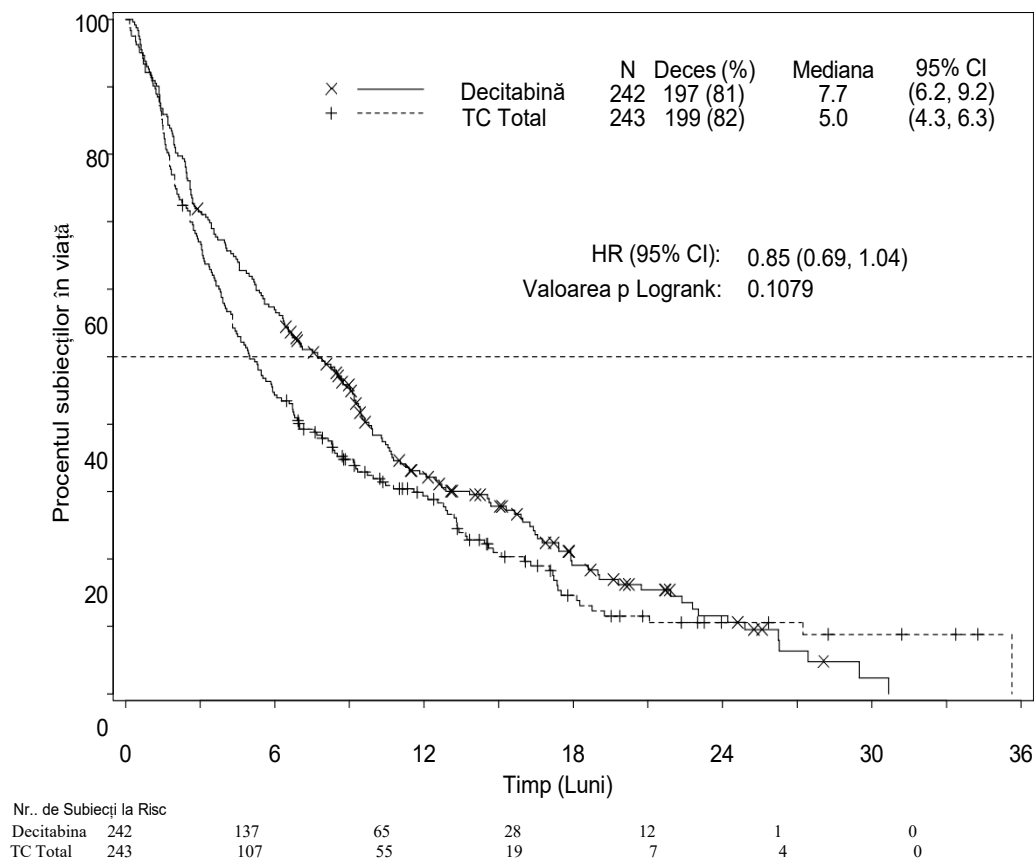 100
80
60
40
20
0
Procentul subiecților în viață
N Deces (%) Mediana 95% CI
Decitabină 242 197 (81) 7.7 (6.2, 9.2)
TC Total 243 199 (82) 5.0 (4.3, 6.3)
HR (95% CI): 0.85 (0.69, 1.04)
Valoarea p Logrank: 0.1079
0 6 12 18 24 30 36
Timp (Luni)
Nr.. de Subiecți la Risc
Decitabina 242 137 65 28 12 1 0
TC Total 243 107 55 19 7 4 0